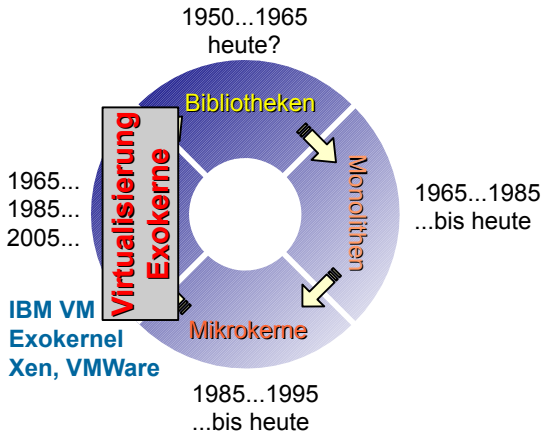 1950...1965
heute?
Bibliotheken
Monolithen
1965...1985
...bis heute
Mikrokerne
1985...1995
...bis heute
Virtualisierung
Exokerne
1965...
1985...
2005...
IBM VM
Exokernel
Xen, VMWare